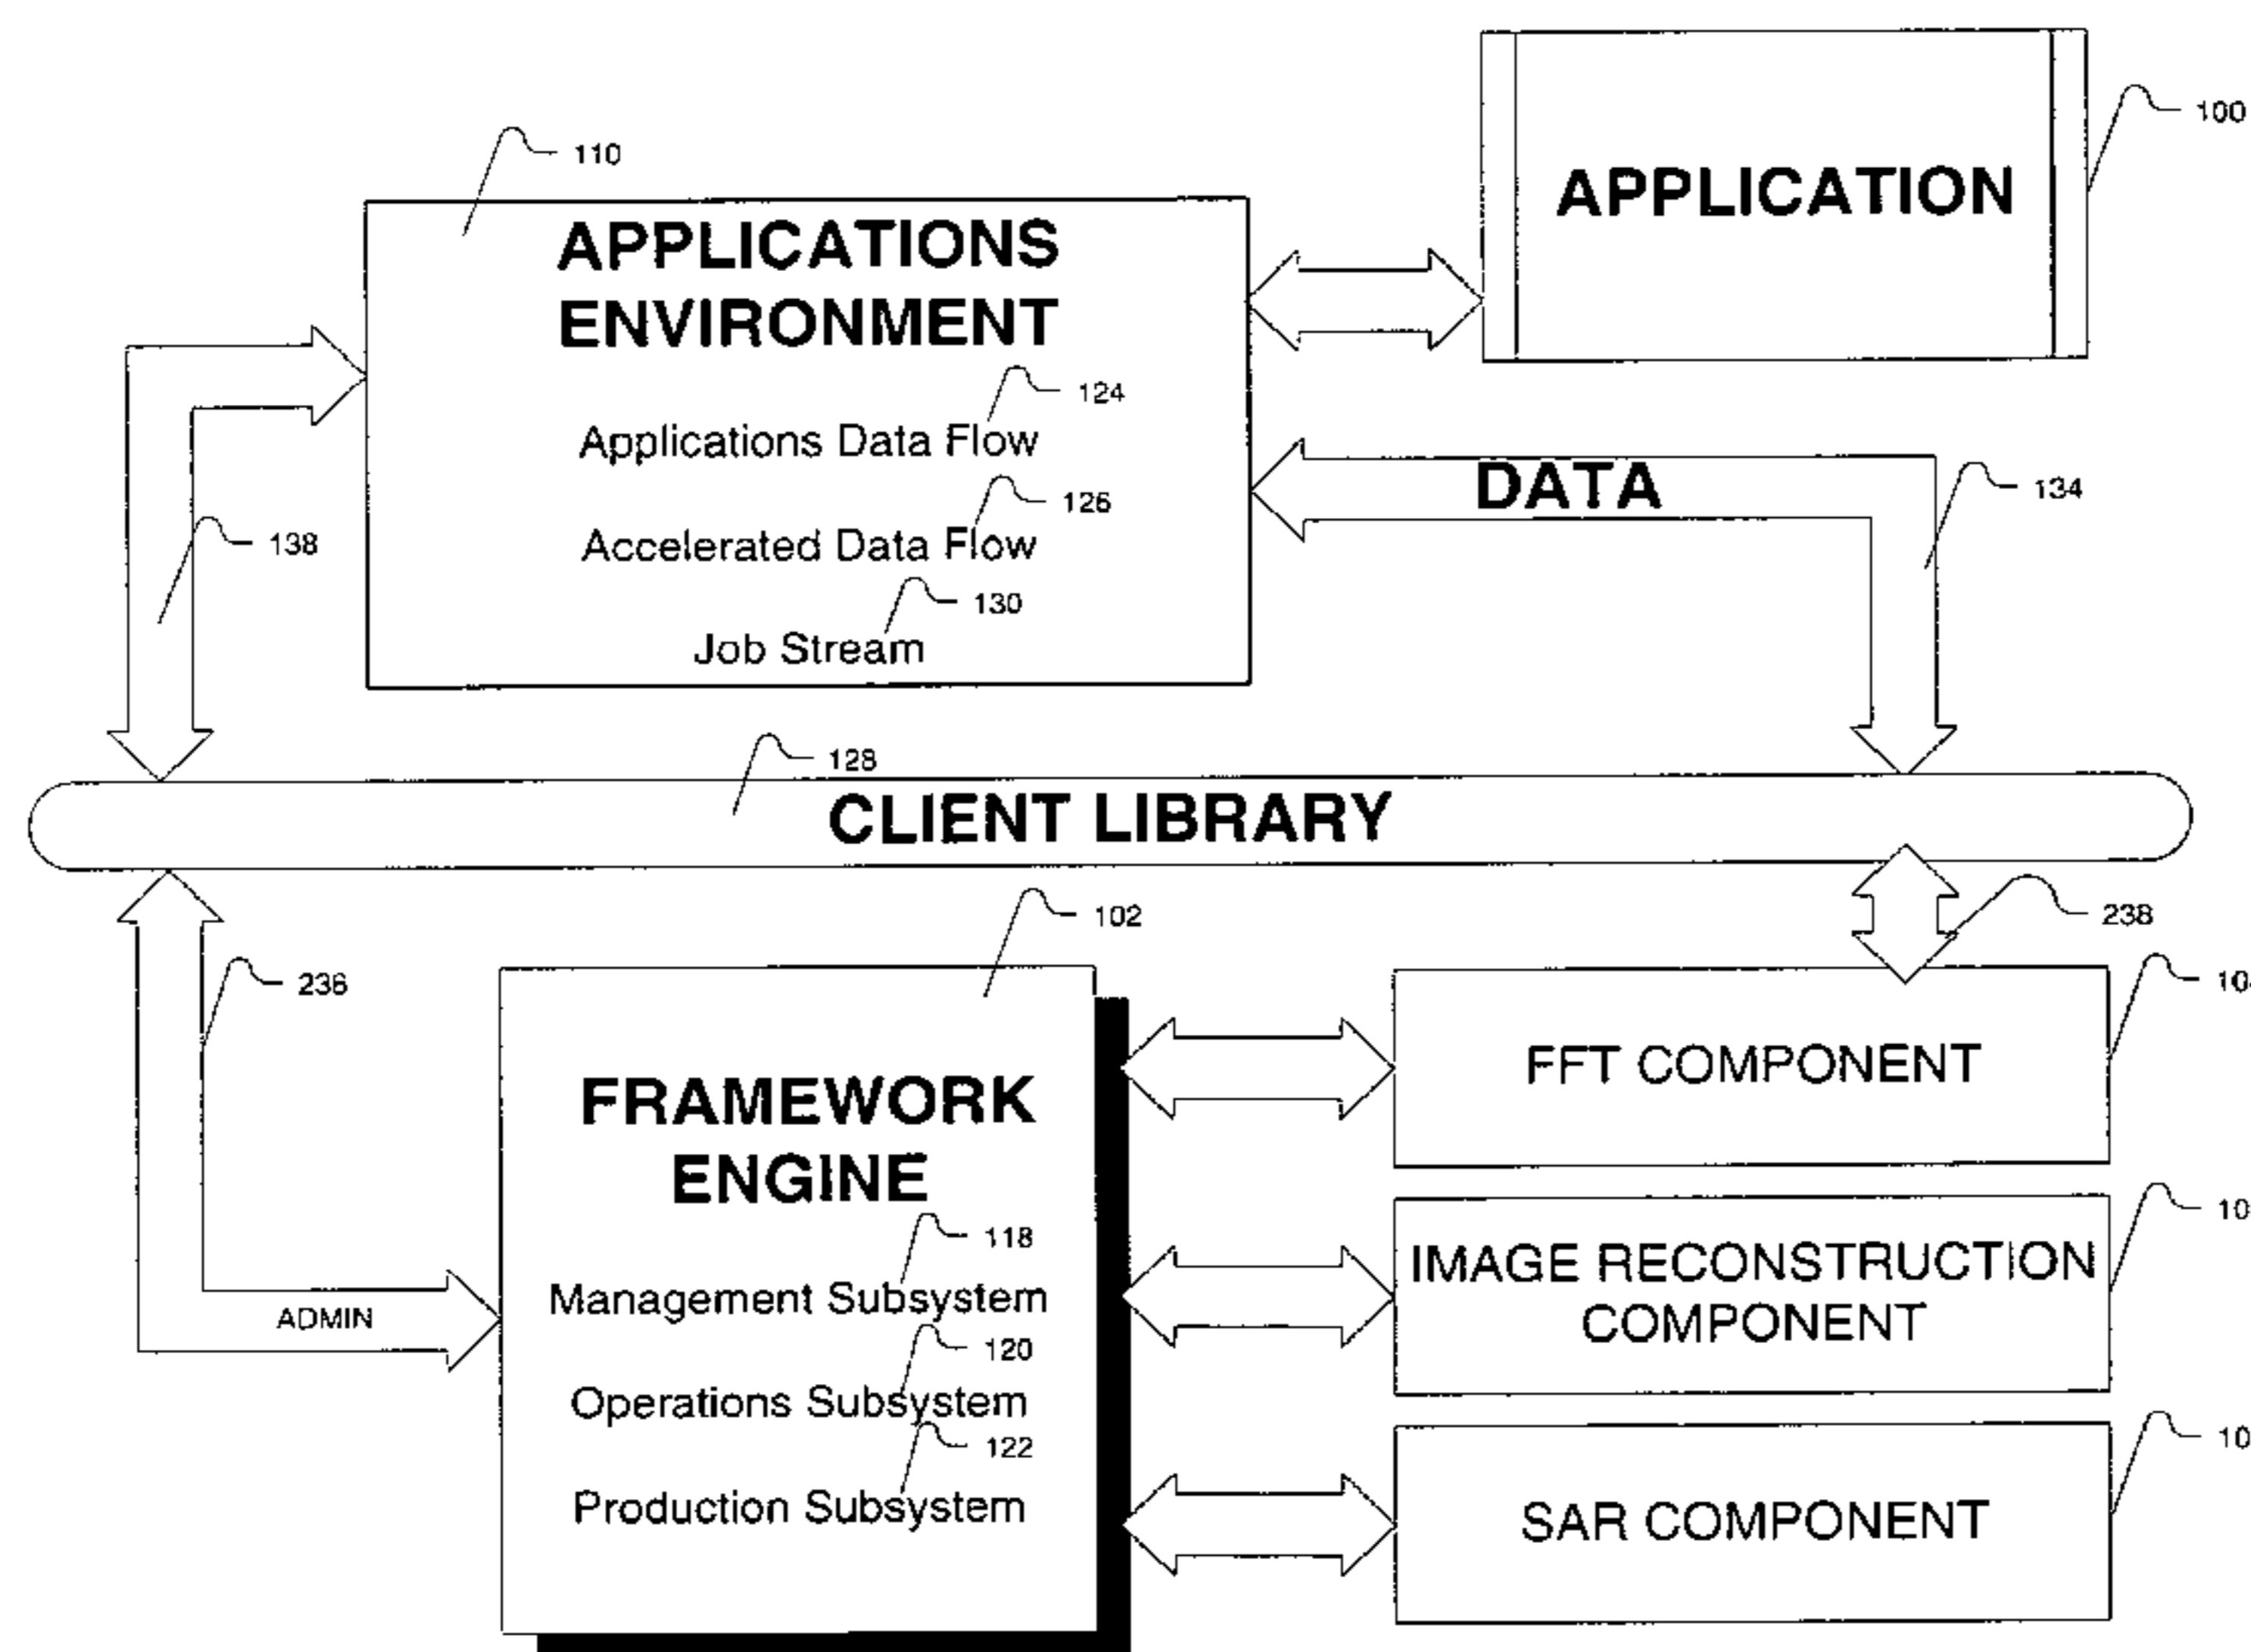 100
APPLICATION
110
APPLICATIONS
ENVIRONMENT
124
Applications Data Flow
126
Accelerated Data Flow
130
Job Stream
DATA
134
138
128
CLIENT LIBRARY
102
238
236
FRAMEWORK
ENGINE
118
Management Subsystem
120
Operations Subsystem
122
Production Subsystem
ADMIN
FFT COMPONENT
10
IMAGE RECONSTRUCTION
COMPONENT
10
SAR COMPONENT